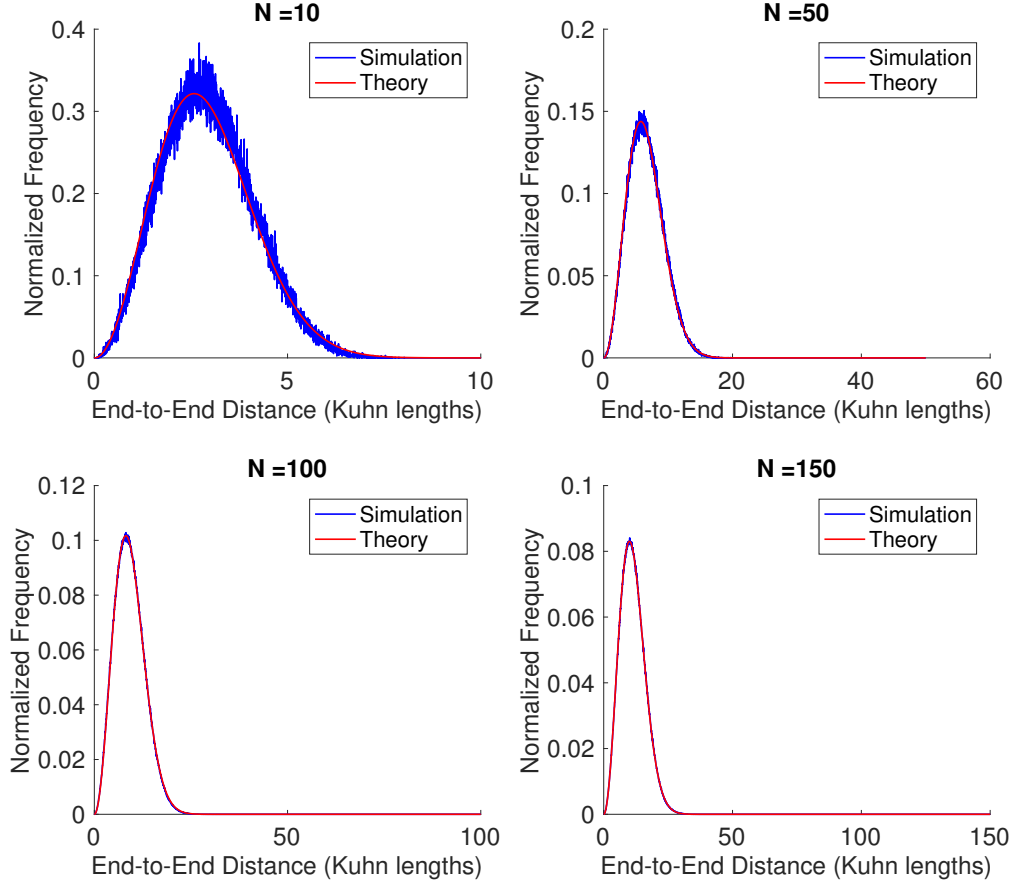 N =10
0.4
0.3
0.2
0.1
0
Normalized Frequency
Simulation
Theory
0
5
10
End-to-End Distance (Kuhn lengths)
N =50
0.2
0.15
0.1
0.05
0
Normalized Frequency
Simulation
Theory
0
20
40
60
End-to-End Distance (Kuhn lengths)
N =100
0.12
0.1
0.08
0.06
0.04
0.02
0
Normalized Frequency
Simulation
Theory
0
50
100
End-to-End Distance (Kuhn lengths)
N =150
0.1
0.08
0.06
0.04
0.02
0
Normalized Frequency
Simulation
Theory
0
50
100
150
End-to-End Distance (Kuhn lengths)